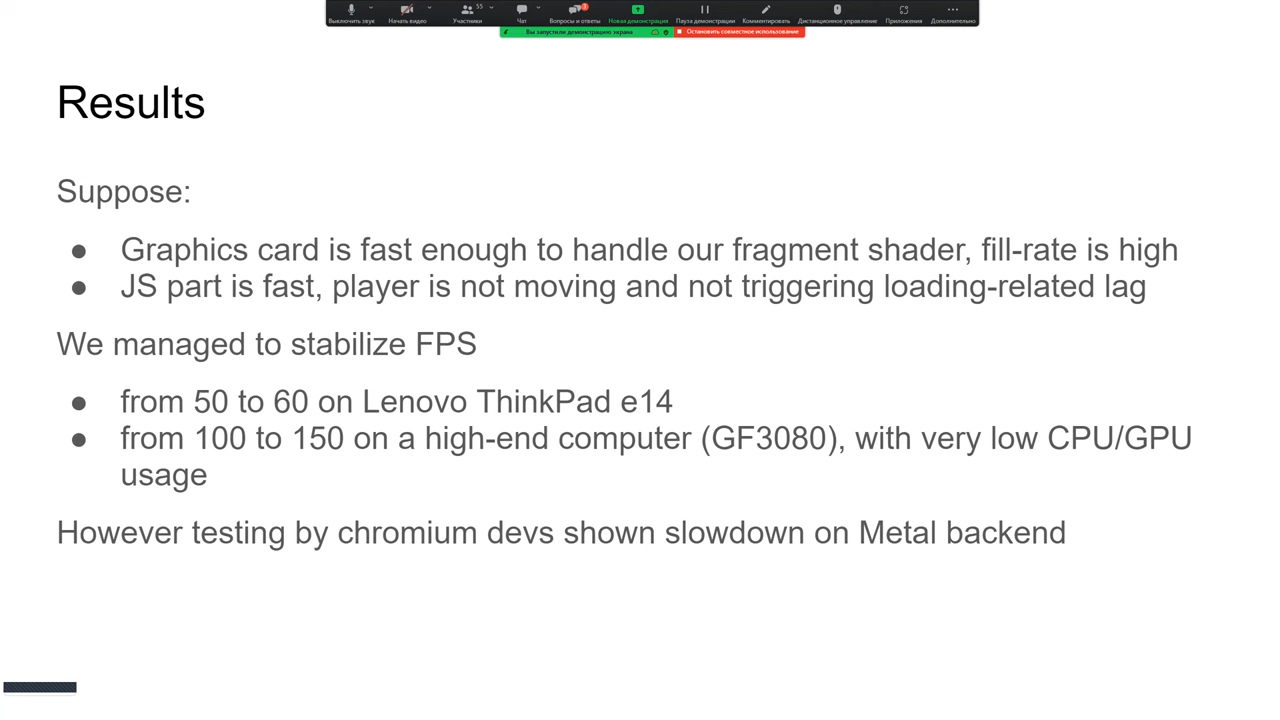 55
3
Выключить звук
Начать видео
Участники
Чат
Вопросы и ответы
Новая демонстрация
Пауза демонстрации
Комментировать
Дистанционное управление
Приложения
Дополнительно
Вы запустили демонстрацию экрана
Остановить совместное использование
Results
Suppose:
● Graphics card is fast enough to handle our fragment shader, fill-rate is high
● JS part is fast, player is not moving and not triggering loading-related lag
We managed to stabilize FPS
● from 50 to 60 on Lenovo ThinkPad e14
● from 100 to 150 on a high-end computer (GF3080), with very low CPU/GPU
usage
However testing by chromium devs shown slowdown on Metal backend